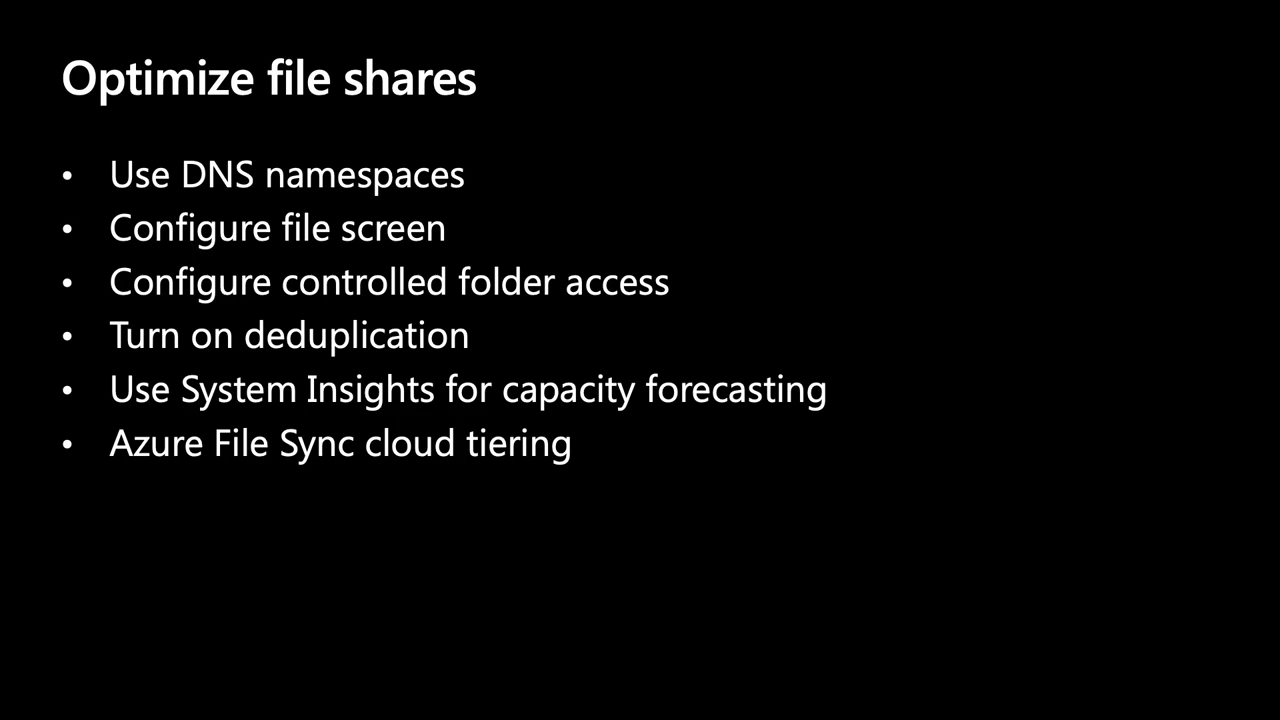 Optimize file shares
• Use DNS namespaces
• Configure file screen
• Configure controlled folder access
• Turn on deduplication
• Use System Insights for capacity forecasting
• Azure File Sync cloud tiering